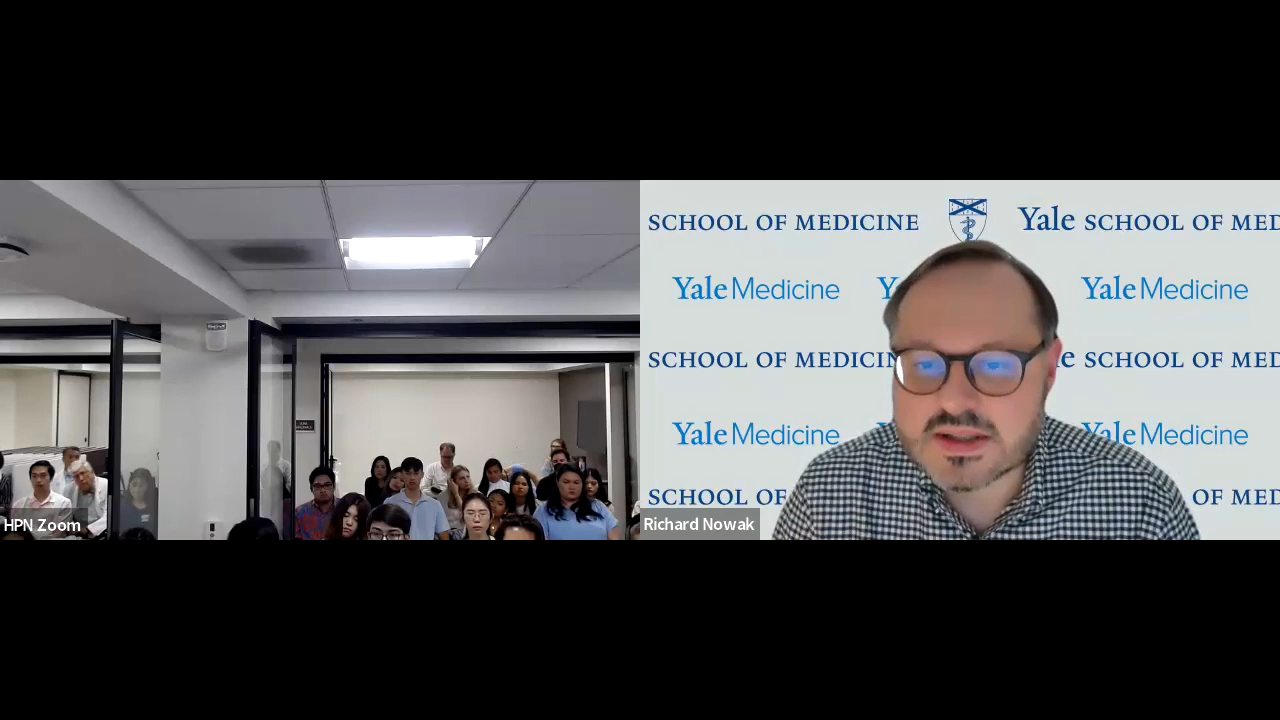 SCHOOL OF MEDICINE Yale SCHOOL OF MED
Yale Medicine Y Yale Medicine
SCHOOL OF MEDICIN e SCHOOL OF MED
Yale Medicine Y Yale Medicine
SCHOOL OF OF MED
HPN Zoom
Richard Nowak